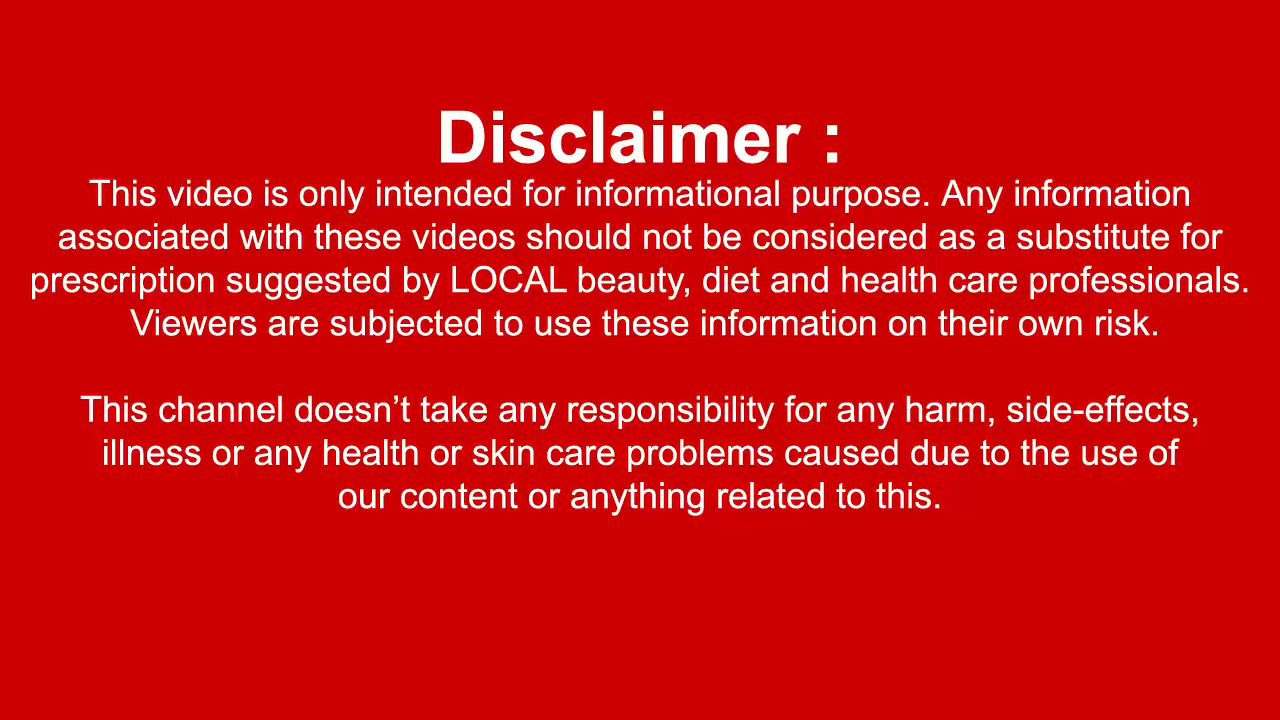 Disclaimer :
This video is only intended for informational purpose. Any information
associated with these videos should not be considered as a substitute for
prescription suggested by LOCAL beauty, diet and health care professionals.
Viewers are subjected to use these information on their own risk.
This channel doesn’t take any responsibility for any harm, side-effects,
illness or any health or skin care problems caused due to the use of
our content or anything related to this.